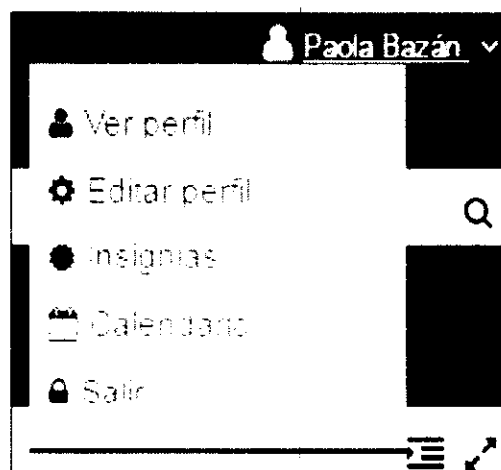 Paola Bazán
Ver perfil
Editar perfil
Insignias
Calendario
Salir